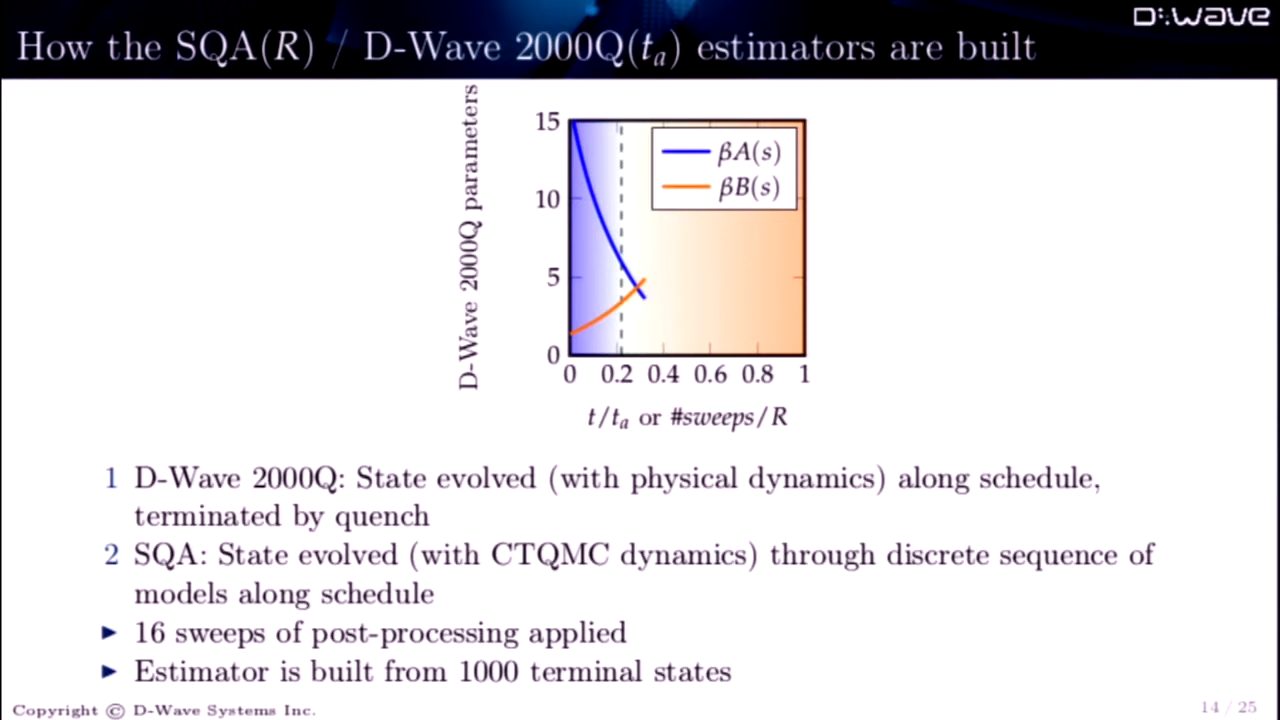 D:wave
How the SQA(R) / D-Wave 2000Q(tₐ) estimators are built
D-Wave 2000Q parameters
15
10
5
0
βA(s)
βB(s)
0 0.2 0.4 0.6 0.8 1
t/tₐ or #sweeps/R
1 D-Wave 2000Q: State evolved (with physical dynamics) along schedule,
terminated by quench
2 SQA: State evolved (with CTQMC dynamics) through discrete sequence of
models along schedule
▶ 16 sweeps of post-processing applied
▶ Estimator is built from 1000 terminal states
Copyright © D-Wave Systems Inc.
14 / 25